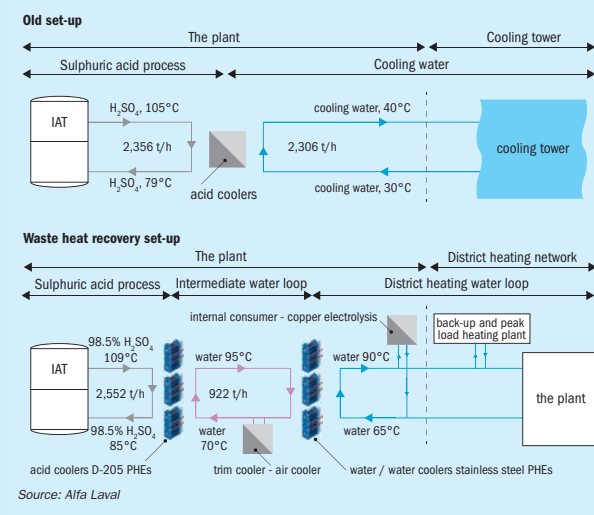 Old set-up
The plant
Cooling tower
Sulphuric acid process
Cooling water
IAT
H₂SO₄, 105°C
2,356 t/h
H₂SO₄, 79°C
acid coolers
cooling water, 40°C
2,306 t/h
cooling water, 30°C
cooling tower
Waste heat recovery set-up
The plant
District heating network
Sulphuric acid process
Intermediate water loop
District heating water loop
internal consumer - copper electrolysis
back-up and peak
load heating plant
IAT
98.5% H₂SO₄
109°C
2,552 t/h
98.5% H₂SO₄
85°C
water 95°C
922 t/h
water
70°C
water 90°C
water 65°C
the plant
acid coolers D-205 PHEs
trim cooler - air cooler
water / water coolers stainless steel PHEs
Source: Alfa Laval